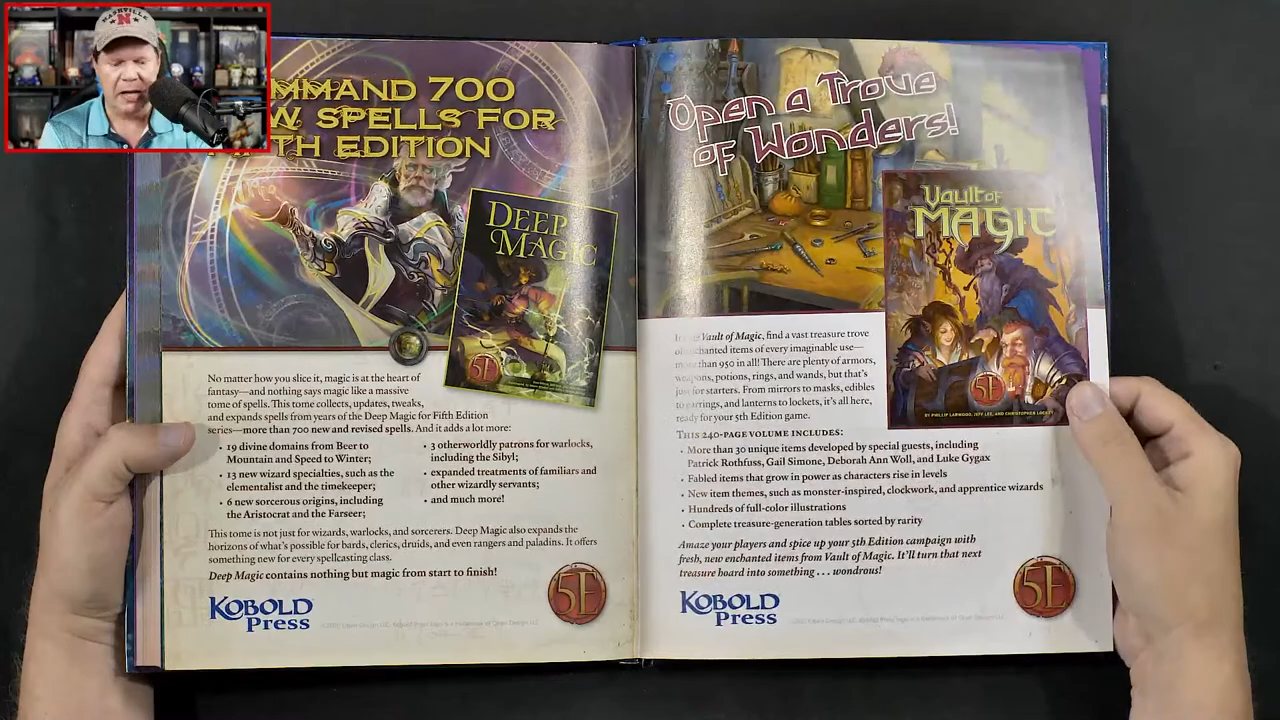 NASHVILLE
N
MMAND 700
W SPELLS FOR
TH EDITION
DEEP
MAGIC
5E
No matter how you slice it, magic is at the heart of
fantasy—and nothing says magic like a massive
tome of spells. This tome collects, updates, tweaks,
and expands spells from years of the Deep Magic for Fifth Edition
series—more than 700 new and revised spells. And it adds a lot more:
• 19 divine domains from Beer to
Mountain and Speed to Winter;
• 13 new wizard specialties, such as the
elementalist and the timekeeper;
• 6 new sorcerous origins, including
the Aristocrat and the Farseer;
• 3 otherworldly patrons for warlocks,
including the Sibyl;
• expanded treatments of familiars and
other wizardly servants;
• and much more!
This tome is not just for wizards, warlocks, and sorcerers. Deep Magic also expands the
horizons of what's possible for bards, clerics, druids, and even rangers and paladins. It offers
something new for every spellcasting class.
Deep Magic contains nothing but magic from start to finish!
KOBOLD
Press
5E
Open a Trove
of Wonders!
Vault of
MAGIC
5E
BY PHILLIP LARWOOD, JEFF LEE, AND CHRISTOPHER
Vault of Magic, find a vast treasure trove
enchanted items of every imaginable use—
more than 950 in all! There are plenty of armors,
weapons, potions, rings, and wands, but that's
just for starters. From mirrors to masks, edibles
to earrings, and lanterns to lockets, it's all here,
ready for your 5th Edition game.
THIS 240-PAGE VOLUME INCLUDES:
• More than 30 unique items developed by special guests, including
Patrick Rothfuss, Gail Simone, Deborah Ann Woll, and Luke Gygax
• Fabled items that grow in power as characters rise in levels
• New item themes, such as monster-inspired, clockwork, and apprentice wizards
• Hundreds of full-color illustrations
• Complete treasure-generation tables sorted by rarity
Amaze your players and spice up your 5th Edition campaign with
fresh, new enchanted items from Vault of Magic. It'll turn that next
treasure hoard into something . . . wondrous!
KOBOLD
Press
5E